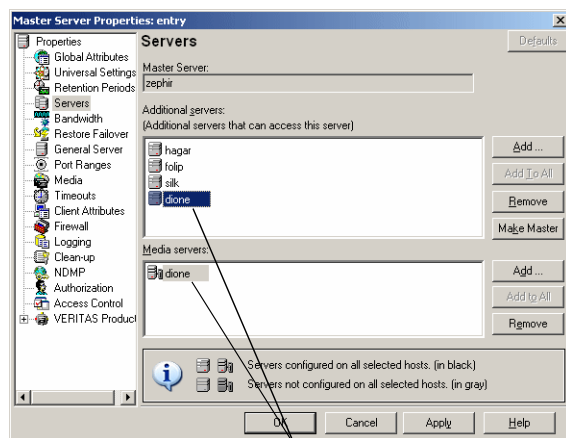 Master Server Properties: entry
Properties
Global Attributes
Universal Settings
Retention Periods
Servers
Bandwidth
Restore Failover
General Server
Port Ranges
Media
Timeouts
Client Attributes
Firewall
Logging
Clean-up
NDMP
Authorization
Access Control
VERITAS Product
Servers
Defaults
Master Server:
zephir
Additional servers:
(Additional servers that can access this server)
hagar
folip
silk
dione
Add ...
Add To All
Remove
Make Master
Media servers:
dione
Add ...
Add to All
Remove
Servers configured on all selected hosts. (in black)
Servers not configured on all selected hosts. (in gray)
OK
Cancel
Apply
Help